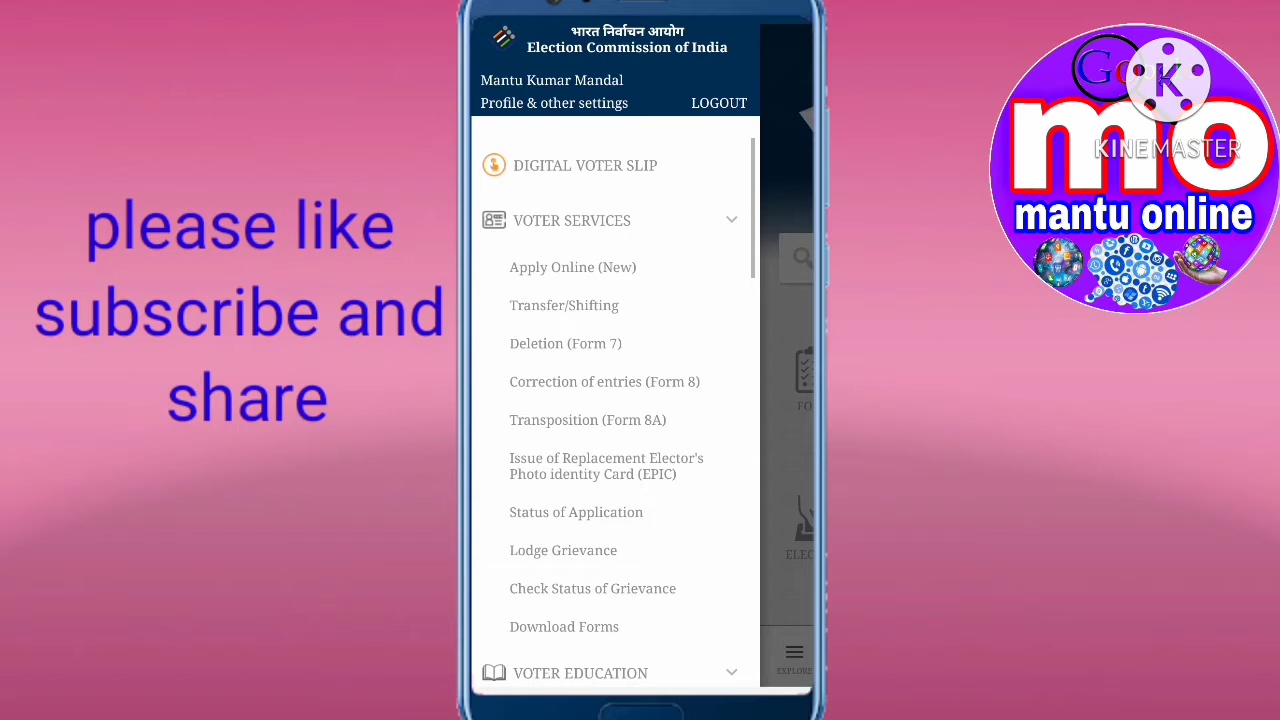 please like
subscribe and
share
भारत निर्वाचन आयोग
Election Commission of India
Mantu Kumar Mandal
Profile & other settings LOGOUT
DIGITAL VOTER SLIP
VOTER SERVICES
Apply Online (New)
Transfer/Shifting
Deletion (Form 7)
Correction of entries (Form 8)
Transposition (Form 8A)
Issue of Replacement Elector's
Photo identity Card (EPIC)
Status of Application
Lodge Grievance
Check Status of Grievance
Download Forms
VOTER EDUCATION
FO
ELEC
EXPLORE
K
KINEMASTER
mo
mantu online